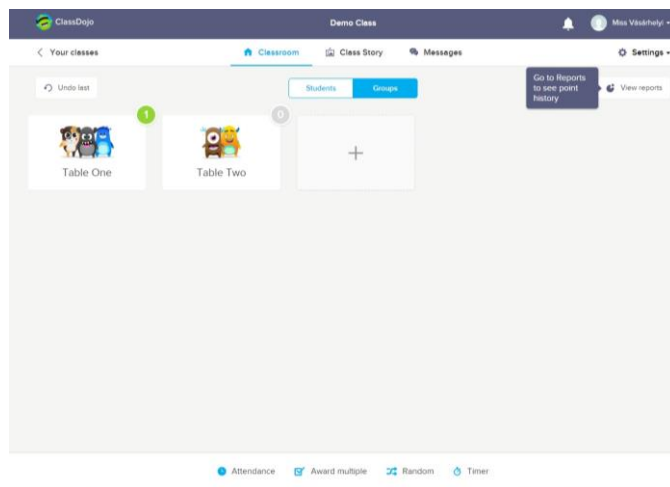 ClassDojo
Demo Class
Miss Vásárhelyi
Your classes
Classroom
Class Story
Messages
Settings
Undo last
Students
Groups
Go to Reports
to see point
history
View reports
1
0
Table One
Table Two
+
Attendance
Award multiple
Random
Timer